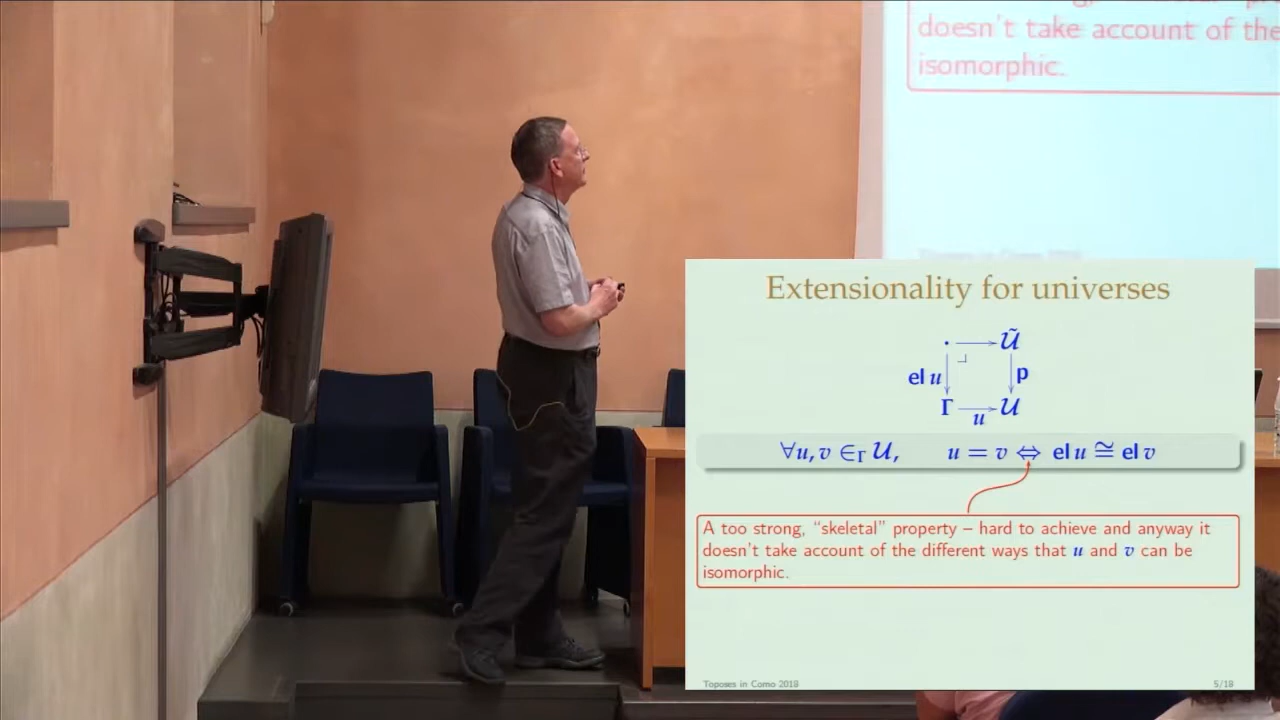 doesn't take account of the
isomorphic.
Extensionality for universes
· Ũ
el u p
Γ U
u
∀u, v ∈Γ U, u = v ⇔ el u ≅ el v
A too strong, “skeletal” property – hard to achieve and anyway it
doesn't take account of the different ways that u and v can be
isomorphic.
Toposes in Como 2018 5/18